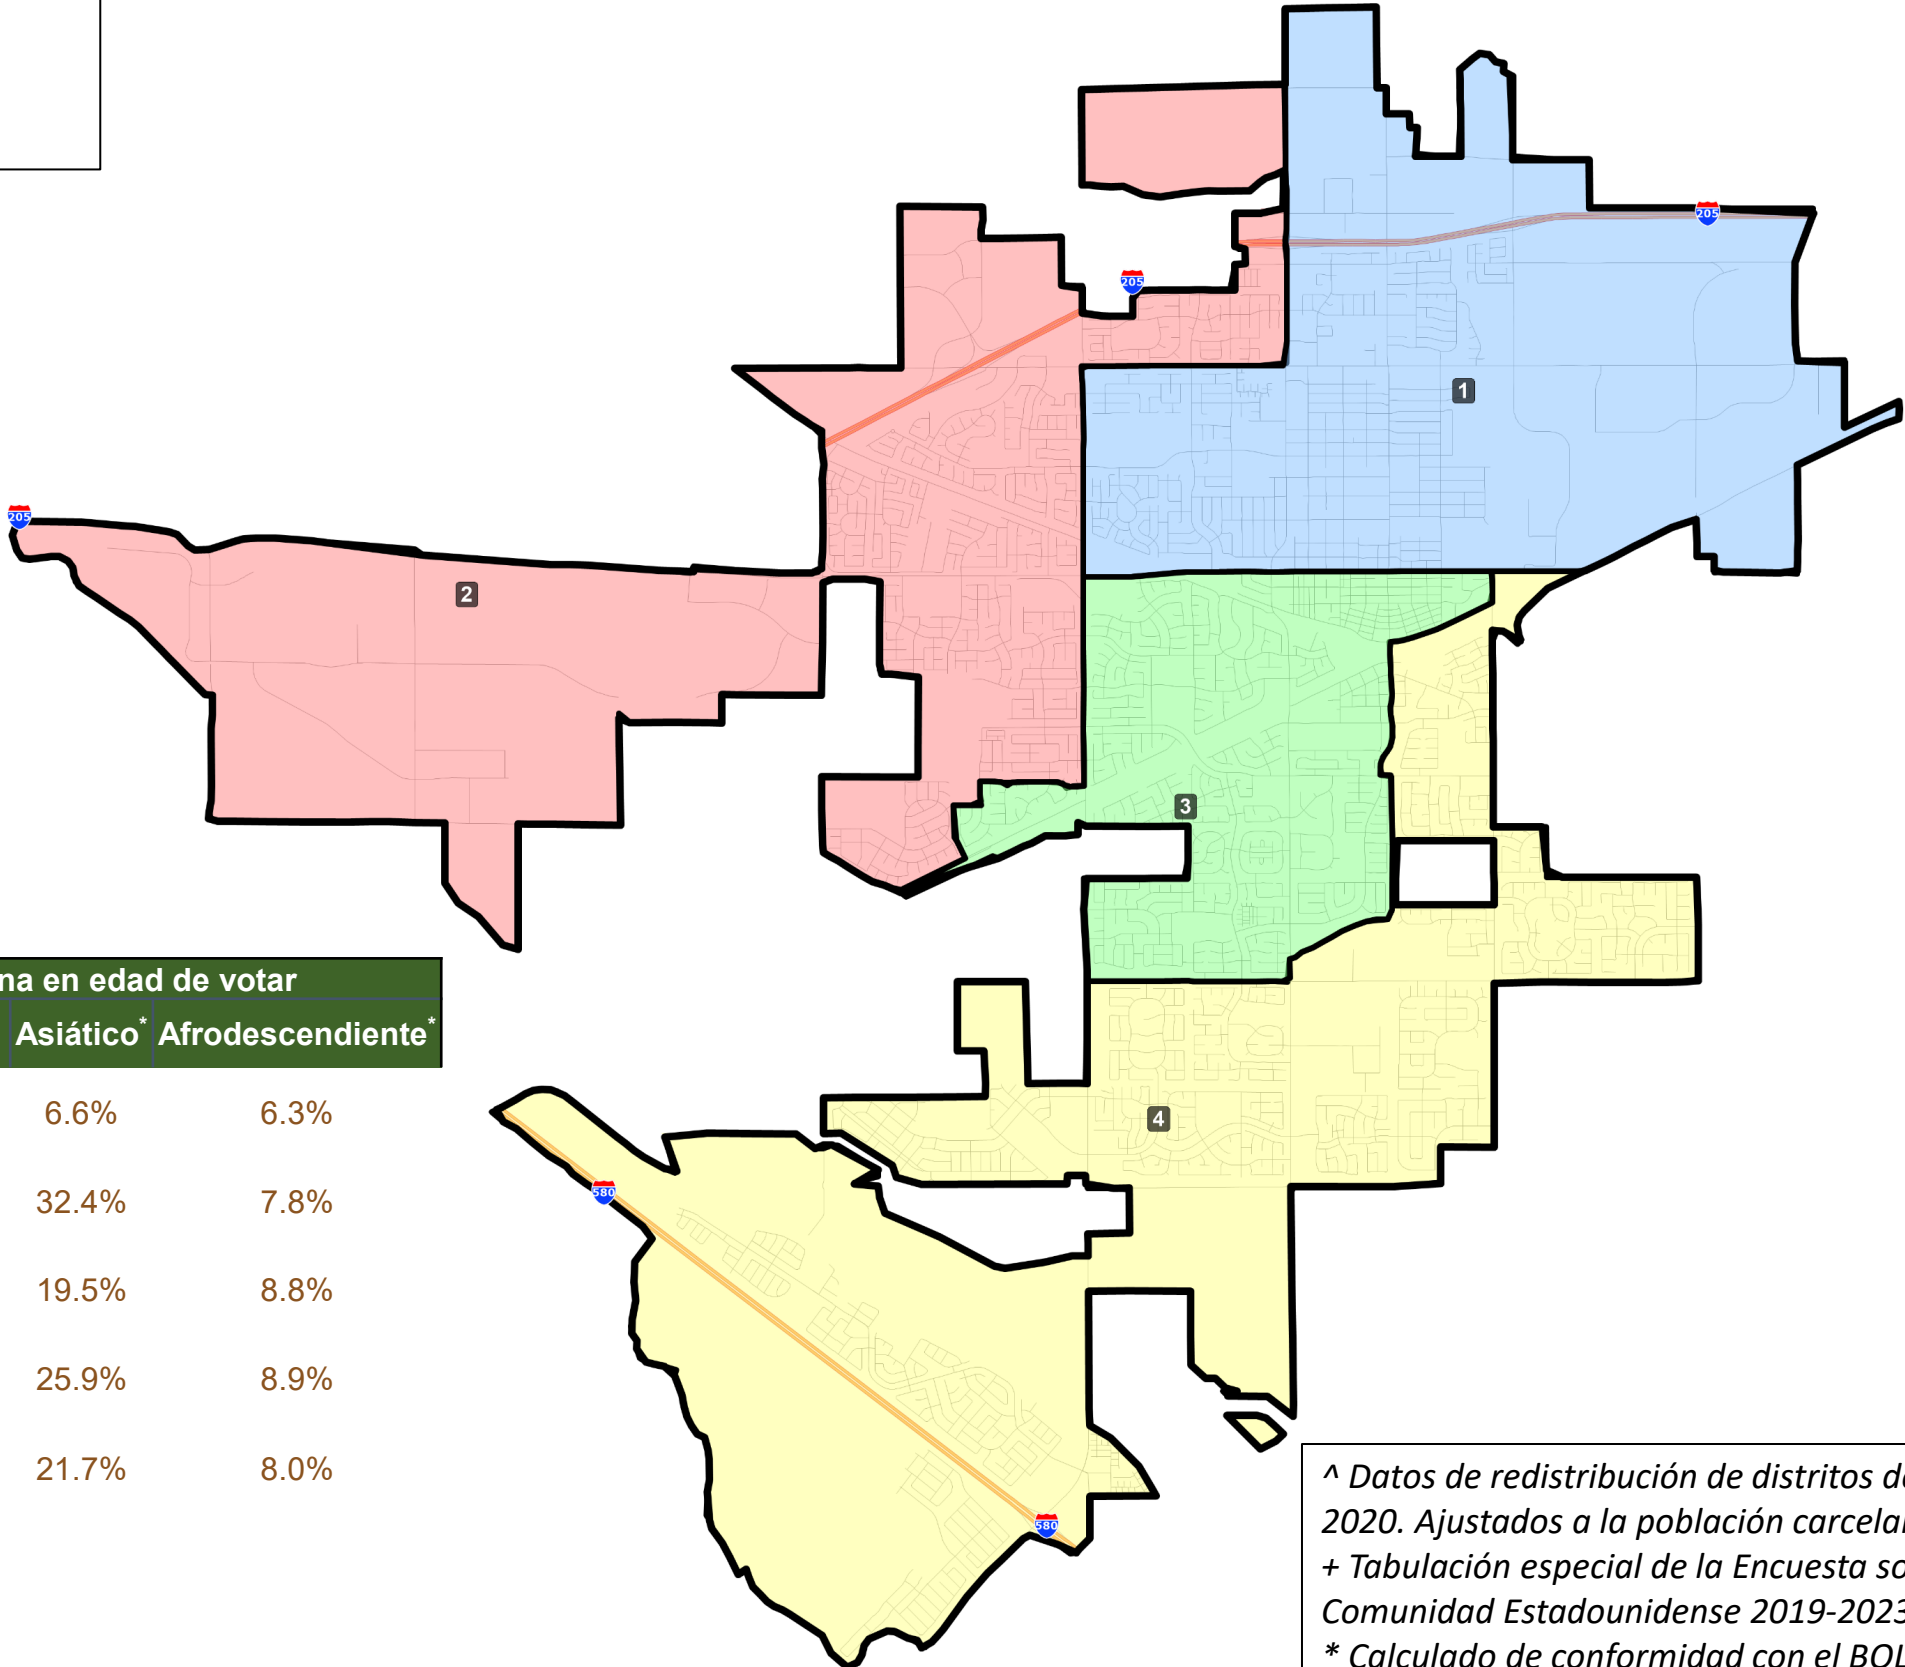 205
205
1
205
2
3
na en edad de votar
Asiático* Afrodescendiente*
6.6% 6.3%
4
32.4% 7.8%
580
19.5% 8.8%
25.9% 8.9%
21.7% 8.0%
580
^ Datos de redistribución de distritos de
2020. Ajustados a la población carcelar
+ Tabulación especial de la Encuesta so
Comunidad Estadounidense 2019-2023
* Calculado de conformidad con el BOL